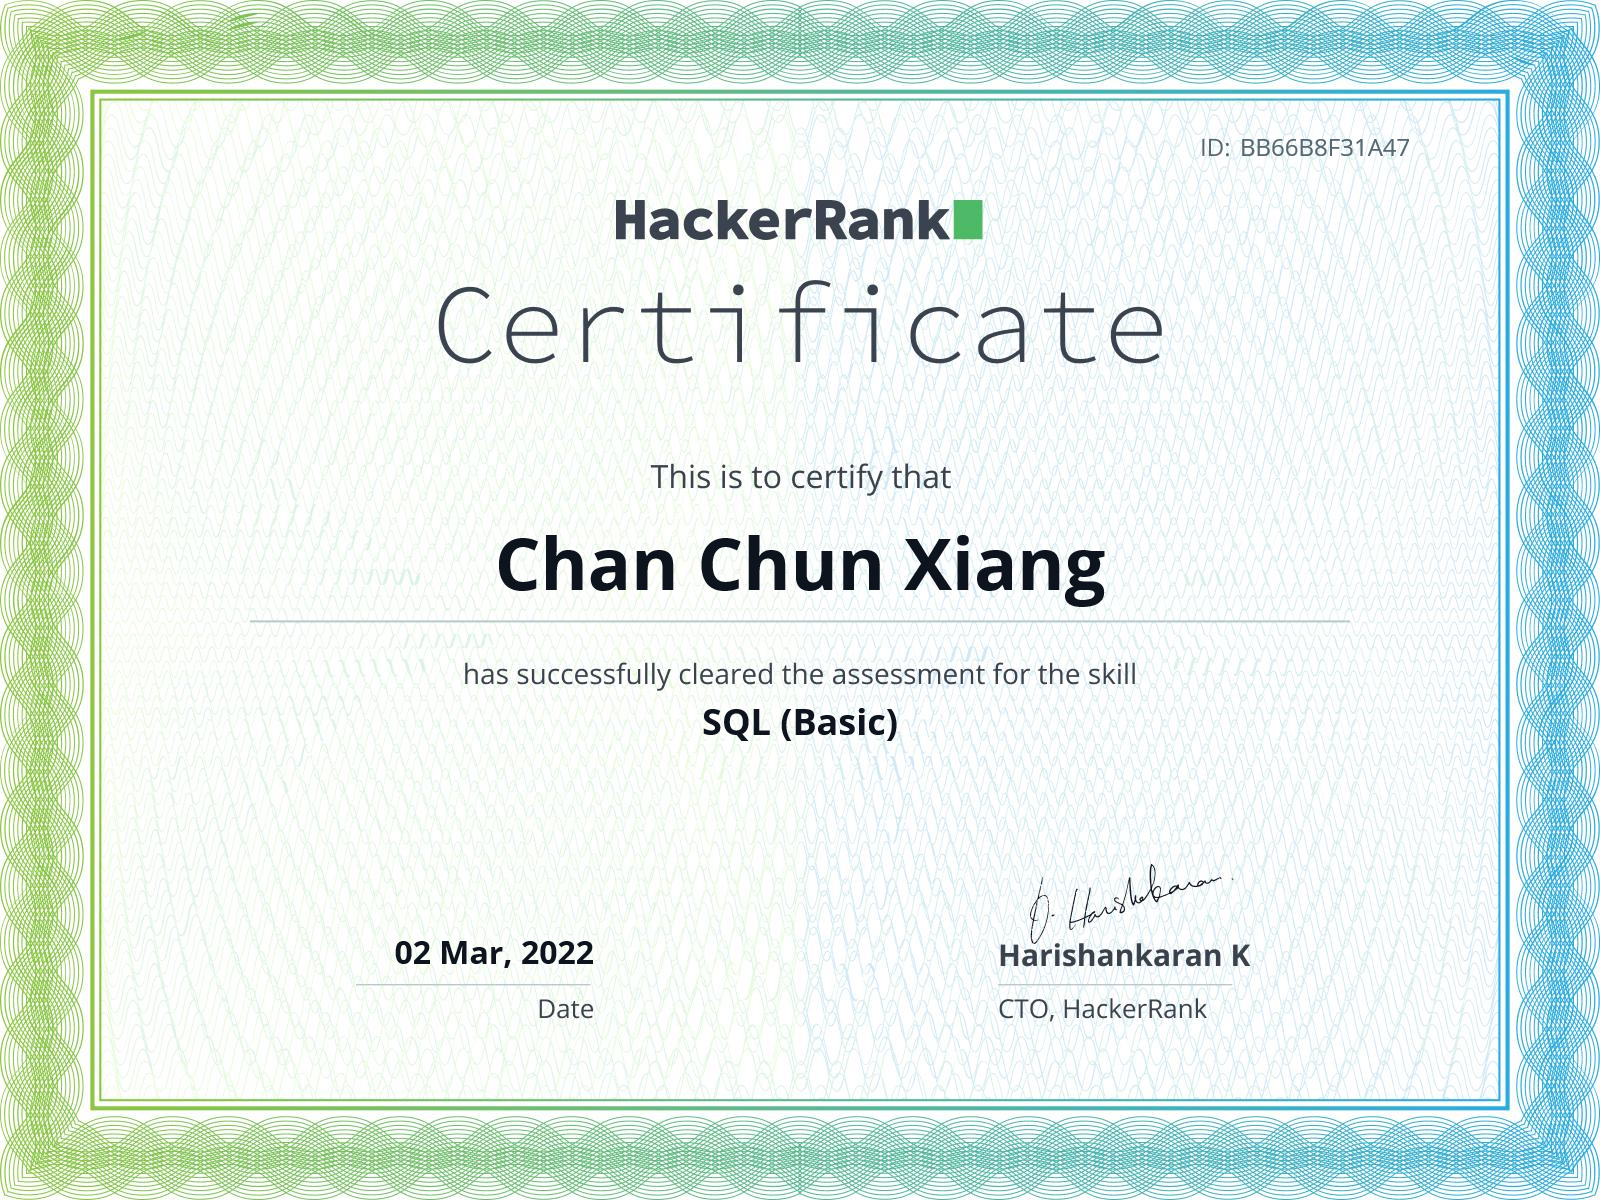 ID: BB66B8F31A47
HackerRank
Certificate
This is to certify that
Chan Chun Xiang
has successfully cleared the assessment for the skill
SQL (Basic)
02 Mar, 2022
Date
Harishankaran K
CTO, HackerRank